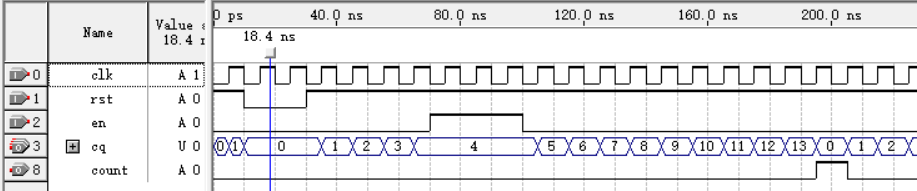 0 ps 40.0 ns 80.0 ns 120.0 ns 160.0 ns 200.0 ns
Name Value
18.4 18.4 ns
0 clk A 1
1 rst A 0
2 en A 0
3 cq U 0 0 1 0 1 2 3 4 5 6 7 8 9 10 11 12 13 0 1 2
8 count A 0